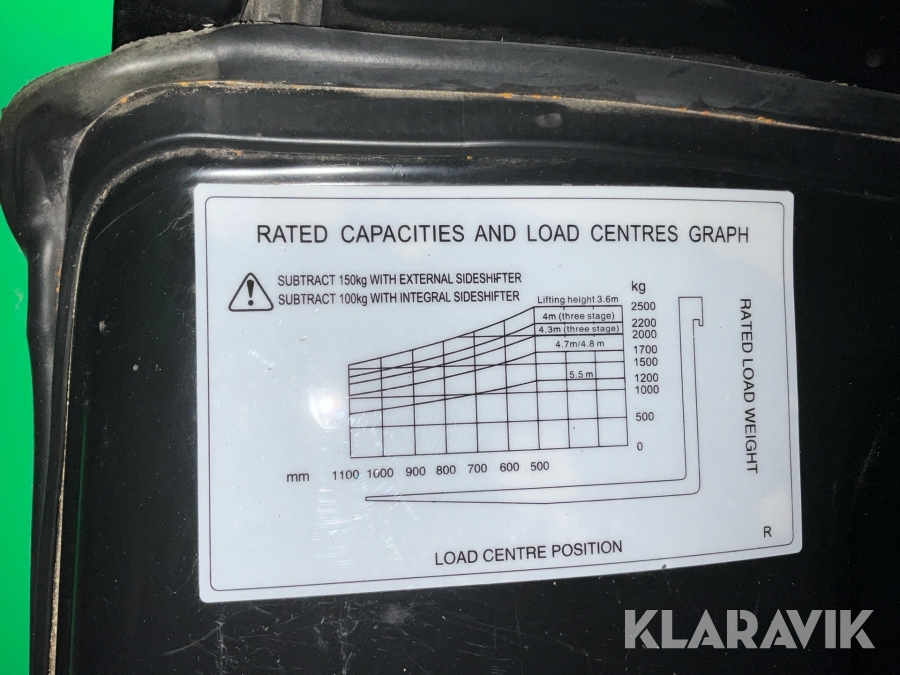 RATED CAPACITIES AND LOAD CENTRES GRAPH
SUBTRACT 150kg WITH EXTERNAL SIDESHIFTER
SUBTRACT 100kg WITH INTEGRAL SIDESHIFTER
kg
Lifting height 3.6m
2500
4m (three stage)
2200
4.3m (three stage)
2000
4.7m/4.8 m
1700
1500
5.5 m
1200
1000
500
0
RATED LOAD WEIGHT
mm 1100 1000 900 800 700 600 500
LOAD CENTRE POSITION
R
KLARAVIK